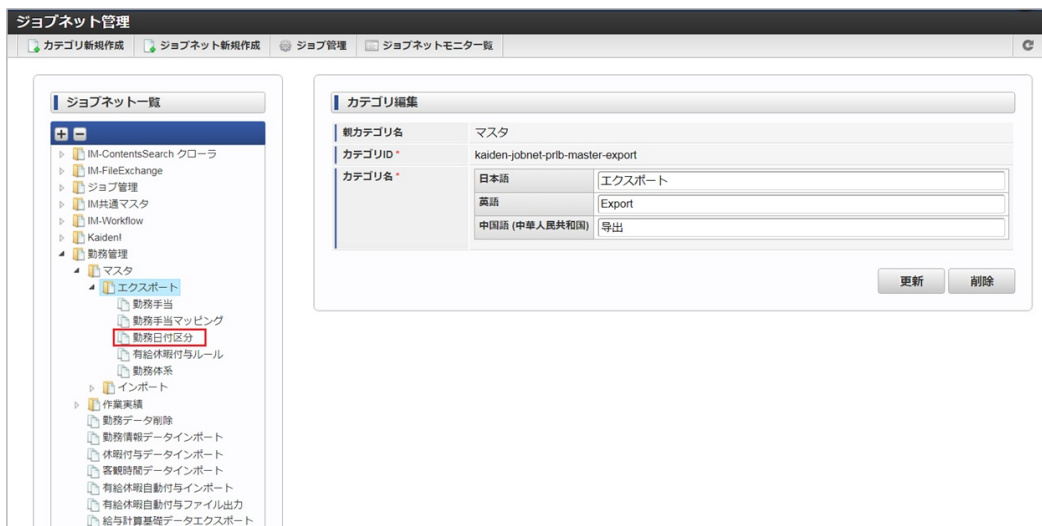 ジョブネット管理
カテゴリ新規作成 ジョブネット新規作成 ジョブ管理 ジョブネットモニタ一覧
ジョブネット一覧
IM-ContentsSearch クローラ
IM-FileExchange
ジョブ管理
IM共通マスタ
IM-Workflow
Kaiden!
勤務管理
マスタ
エクスポート
勤務手当
勤務手当マッピング
勤務日付区分
有給休暇付与ルール
勤務体系
インポート
作業実績
勤務データ削除
勤務情報データインポート
休暇付与データインポート
客観時間データインポート
有給休暇自動付与インポート
有給休暇自動付与ファイル出力
給与計算基礎データエクスポート
カテゴリ編集
親カテゴリ名 マスタ
カテゴリID * kaiden-jobnet-prlb-master-export
カテゴリ名 * 日本語 エクスポート
英語 Export
中国語 (中華人民共和国) 导出
更新 削除